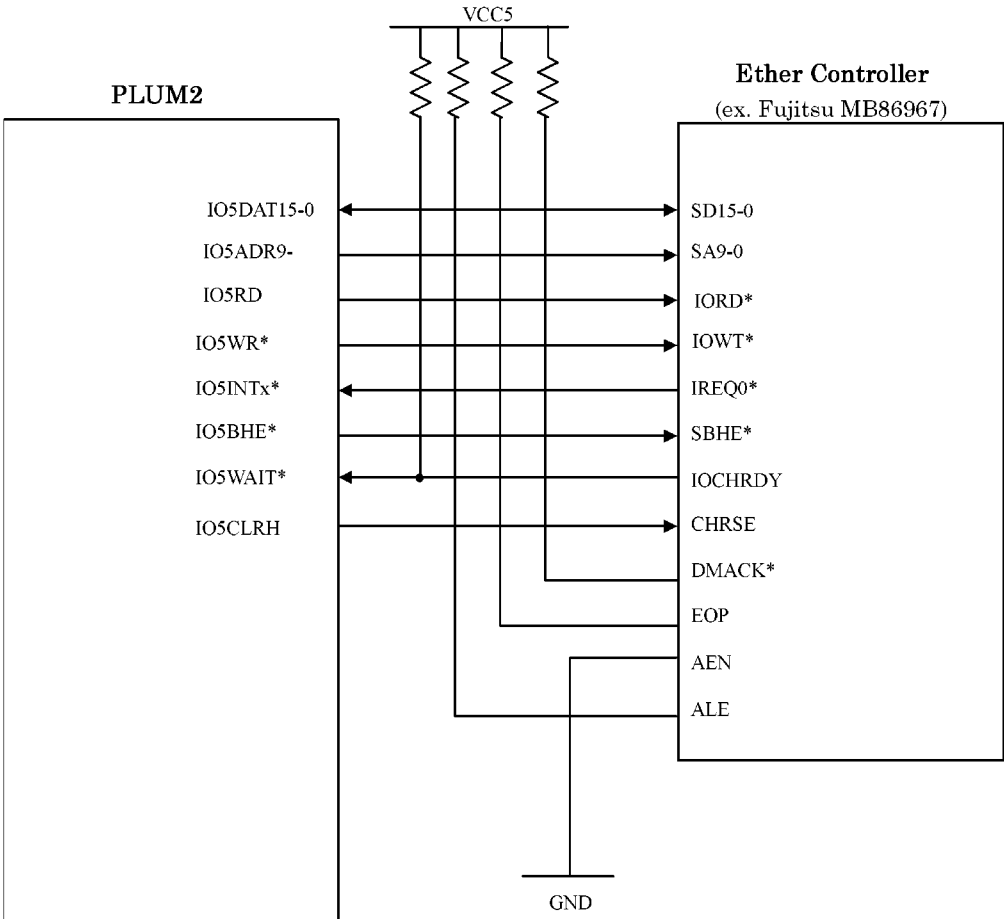 VCC5
PLUM2
Ether Controller
(ex. Fujitsu MB86967)
IO5DAT15-0
SD15-0
IO5ADR9-
SA9-0
IO5RD
IORD*
IO5WR*
IOWT*
IO5INTx*
IREQ0*
IO5BHE*
SBHE*
IO5WAIT*
IOCHRDY
IO5CLRH
CHRSE
DMACK*
EOP
AEN
ALE
GND